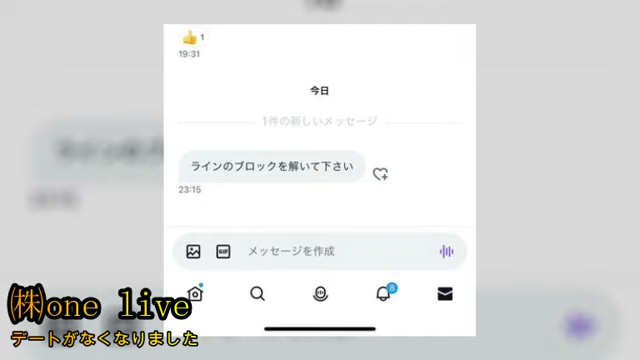 👍 1
19:31
今日
1件の新しいメッセージ
ラインのブロックを解いて下さい
23:15
GIF
メッセージを作成
8
㈱one live
デートがなくなりました